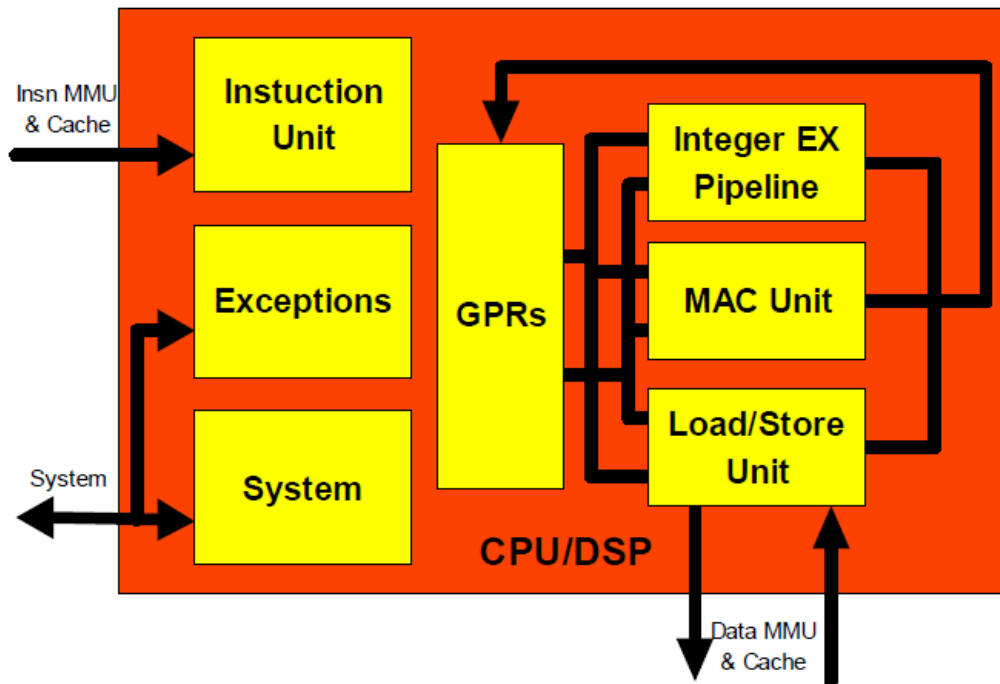 Insn MMU
& Cache
Instuction
Unit
Exceptions
System
System
GPRs
Integer EX
Pipeline
MAC Unit
Load/Store
Unit
CPU/DSP
Data MMU
& Cache